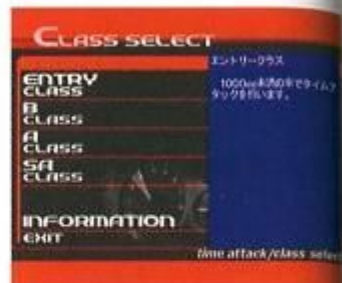 CLASS SELECT
ENTRY
CLASS
B
CLASS
A
CLASS
SA
CLASS
INFORMATION
EXIT
エントリークラス
1000cc未満の車でタイムア
タックを行います。
time attack/class selec